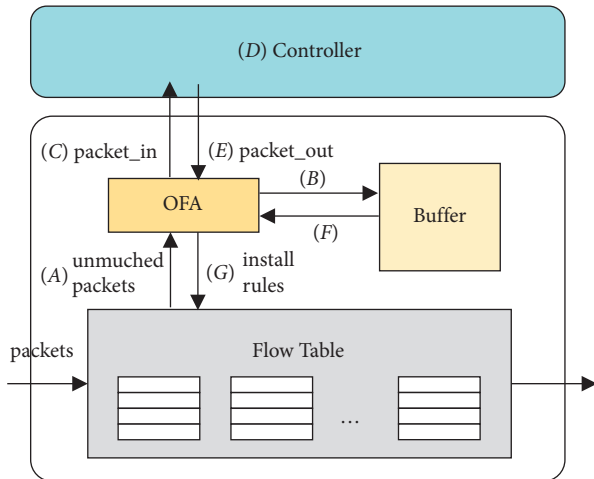 (D) Controller
(C) packet_in
(E) packet_out
(B)
OFA
Buffer
(F)
(A) unmuched
packets
(G) install
rules
packets
Flow Table
...